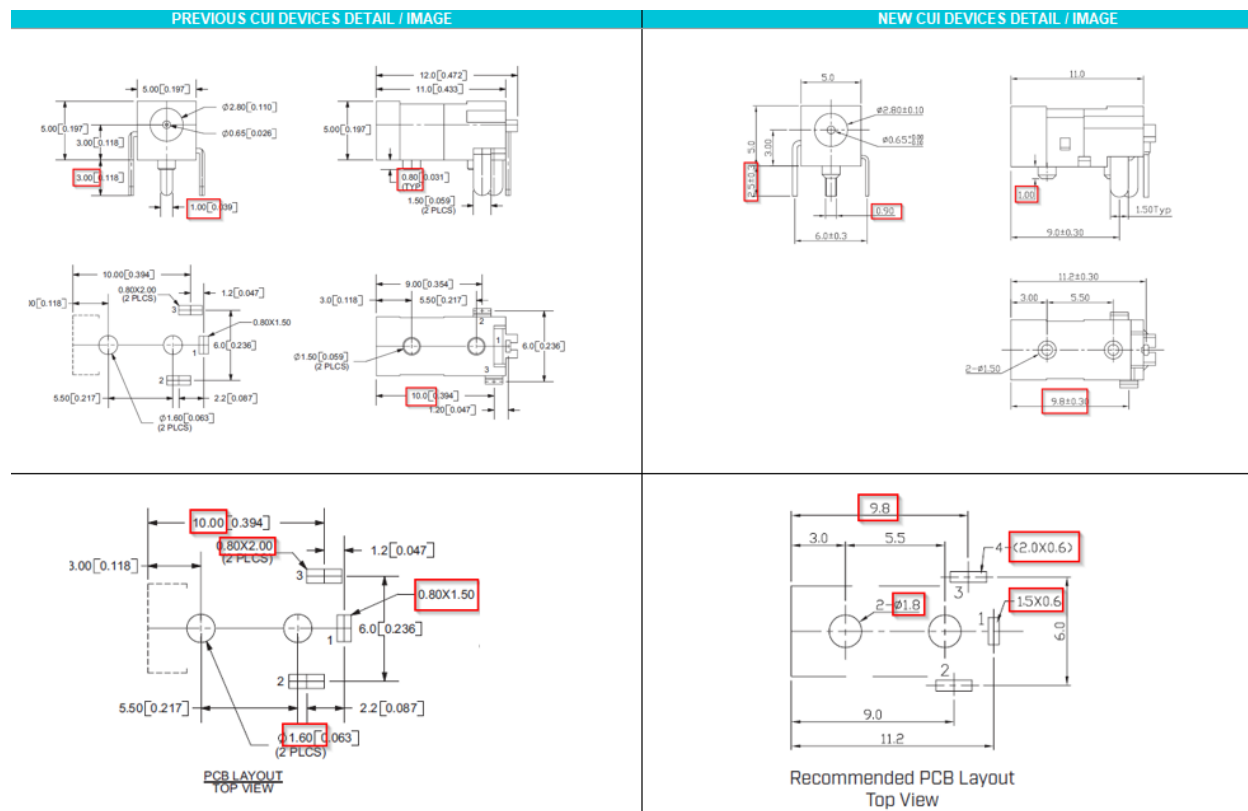 PREVIOUS CUI DEVICES DETAIL / IMAGE
NEW CUI DEVICES DETAIL / IMAGE
5.00[0.197]
Ø2.80[0.110]
Ø0.65[0.026]
5.00[0.197]
3.00[0.118]
3.00[0.118]
1.00[0.039]
12.0[0.472]
11.0[0.433]
5.00[0.197]
0.80[0.031]
(TYP)
1.50[0.059]
(2 PLCS)
10.00[0.394]
0.80X2.00
(2 PLCS)
1.2[0.047]
0[0.118]
3
0.80X1.50
6.0[0.236]
1
2
5.50[0.217]
2.2[0.087]
Ø1.60[0.063]
(2 PLCS)
9.00[0.354]
3.0[0.118]
5.50[0.217]
2
1
6.0[0.236]
Ø1.50[0.059]
(2 PLCS)
3
10.0[0.394]
1.20[0.047]
5.0
Ø2.80±0.10
Ø0.65
5.0
3.00
2.5±0.3
0.90
6.0±0.3
11.0
1.00
1.50Typ
9.0±0.30
11.2±0.30
3.00
5.50
2-Ø1.50
9.8±0.30
10.00[0.394]
0.80X2.00
(2 PLCS)
1.2[0.047]
3.00[0.118]
3
0.80X1.50
6.0[0.236]
1
2
5.50[0.217]
2.2[0.087]
Ø1.60[0.063]
(2 PLCS)
PCB LAYOUT
TOP VIEW
9.8
3.0
5.5
4-(2.0X0.6)
3
2-Ø1.8
1.5X0.6
1
6.0
2
9.0
11.2
Recommended PCB Layout
Top View